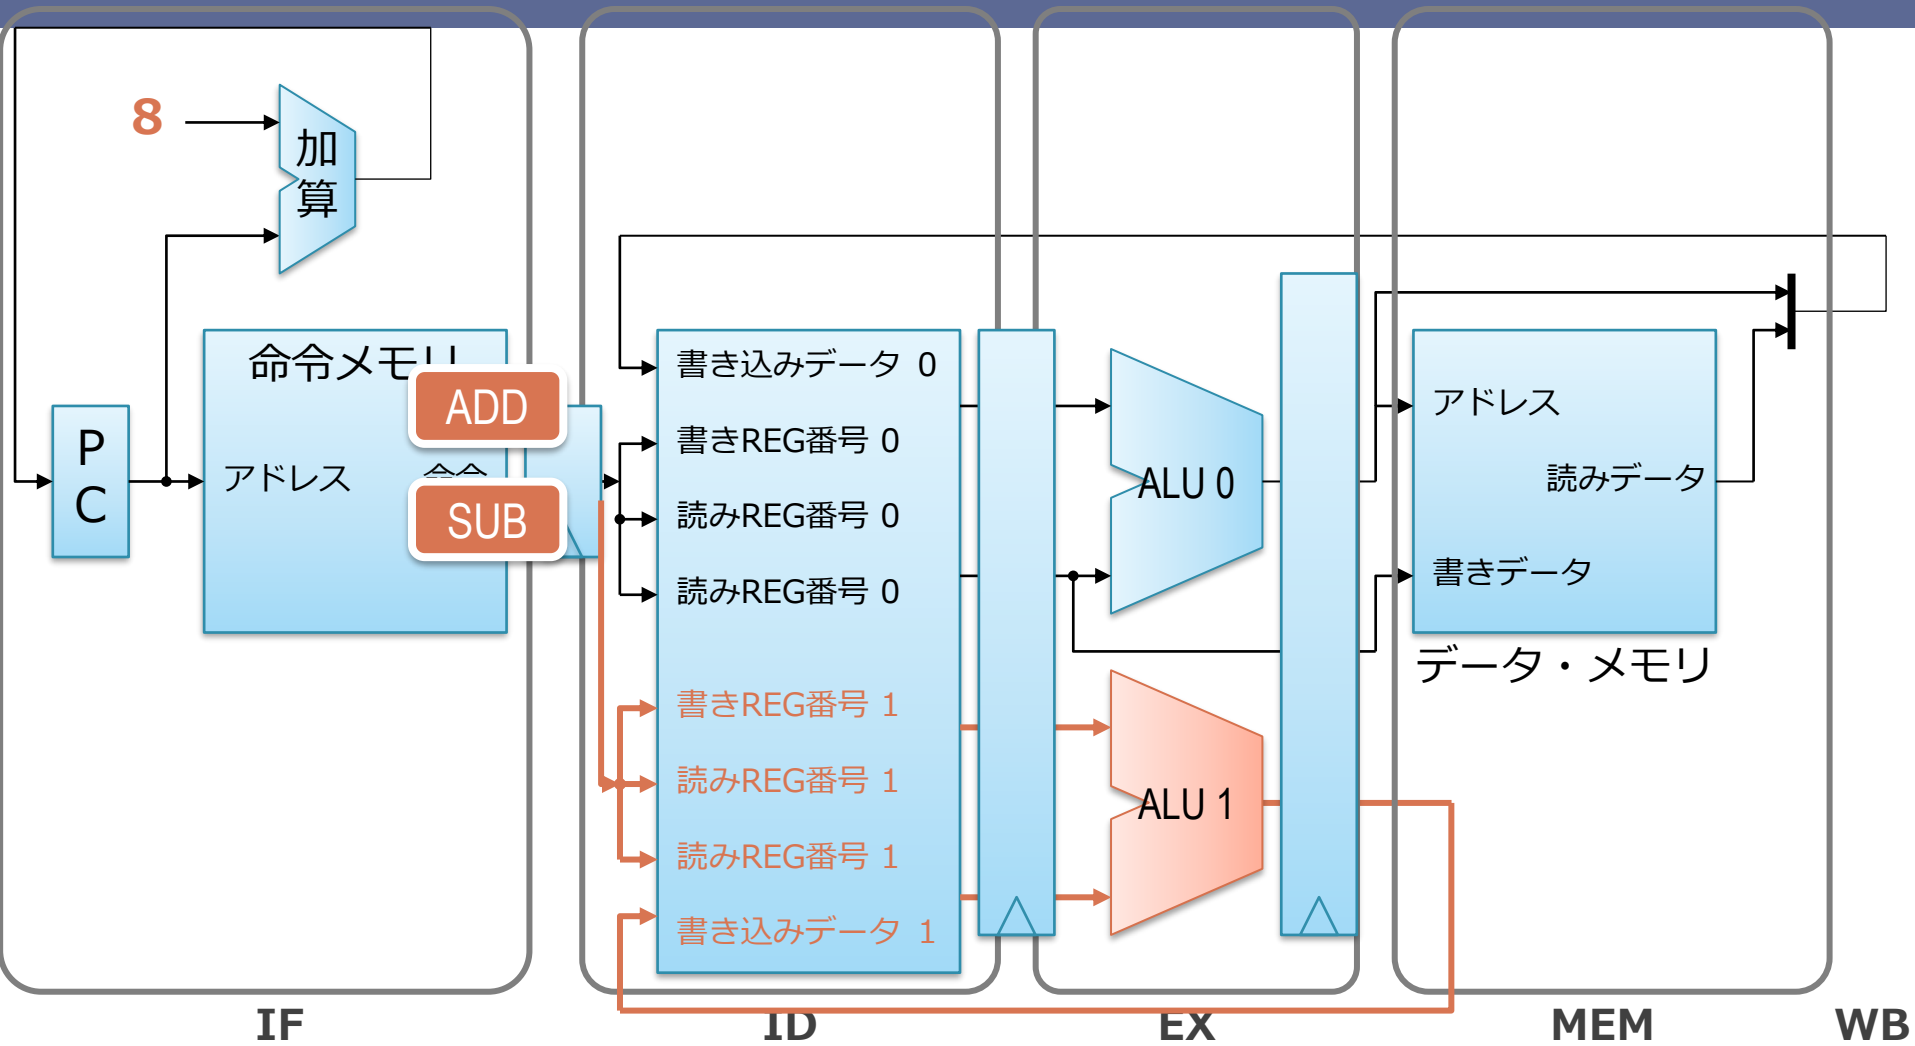 8
加
算
命令メモリ
ADD
P
C
アドレス
命令
SUB
書き込みデータ 0
書きREG番号 0
読みREG番号 0
読みREG番号 0
書きREG番号 1
読みREG番号 1
読みREG番号 1
書き込みデータ 1
ALU 0
ALU 1
アドレス
読みデータ
書きデータ
データ・メモリ
IF
ID
EX
MEM
WB